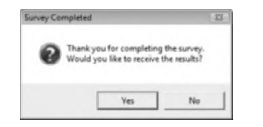 Survey Completed
Thank you for completing the survey.
Would you like to receive the results?
Yes
No